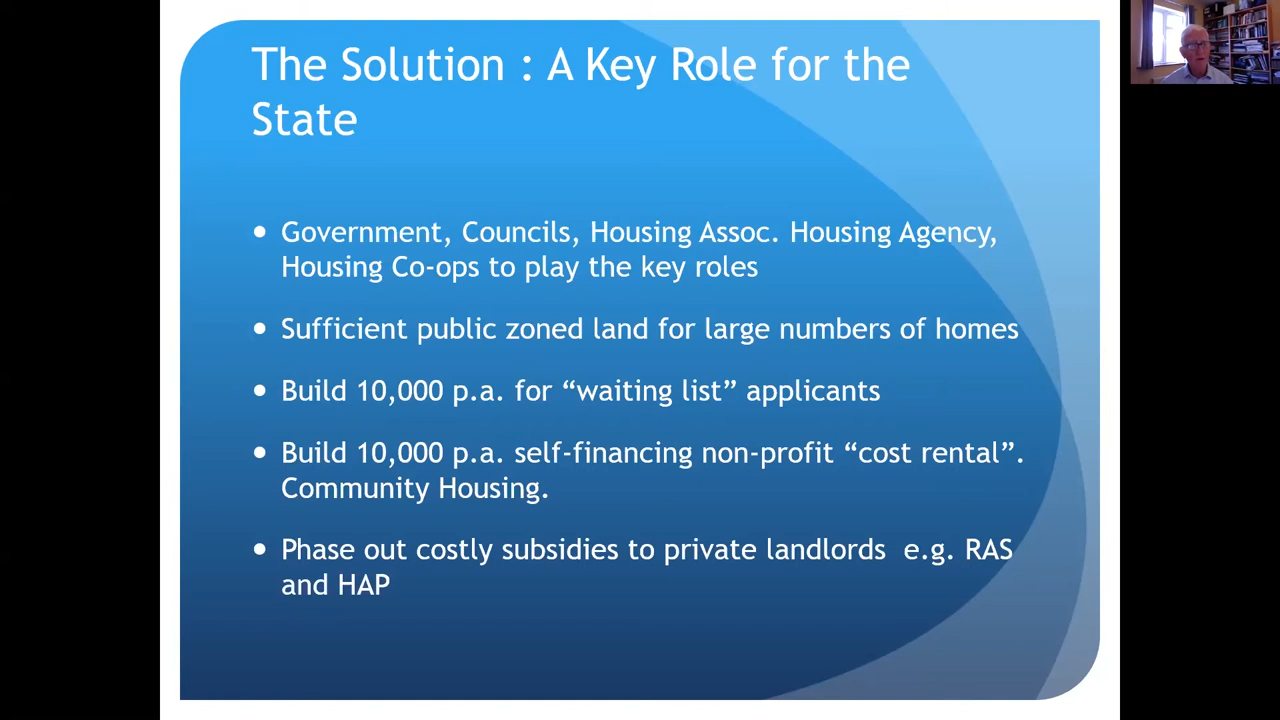 The Solution : A Key Role for the
State
• Government, Councils, Housing Assoc. Housing Agency,
Housing Co-ops to play the key roles
• Sufficient public zoned land for large numbers of homes
• Build 10,000 p.a. for “waiting list” applicants
• Build 10,000 p.a. self-financing non-profit “cost rental”.
Community Housing.
• Phase out costly subsidies to private landlords  e.g. RAS
and HAP